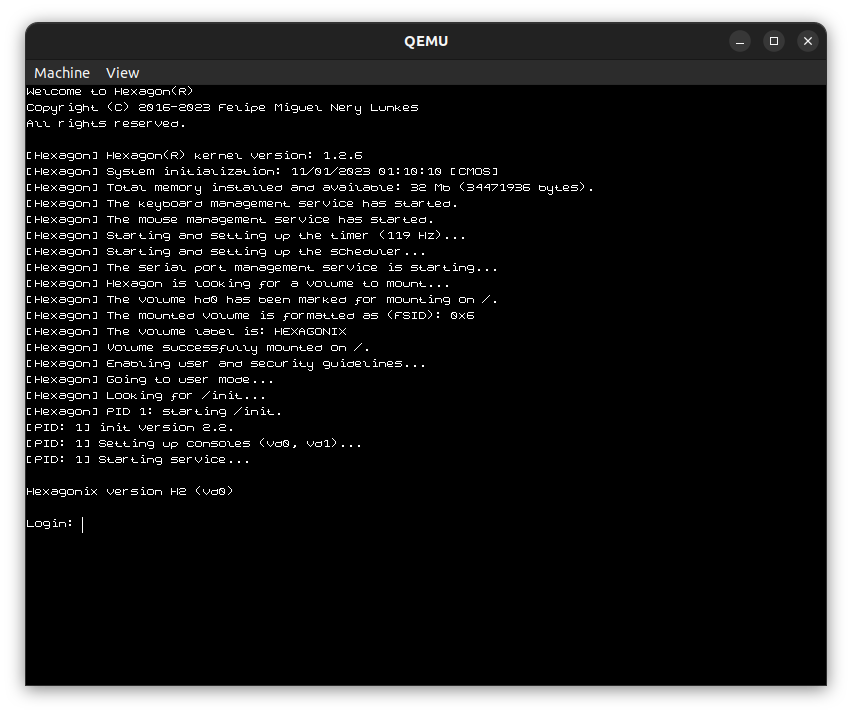 QEMU
Machine View
Welcome to Hexagon(R)
Copyright (C) 2016-2023 Felipe Miguel Nery Lunkes
All rights reserved.
[Hexagon] Hexagon(R) kernel version: 1.2.6
[Hexagon] System initialization: 11/01/2023 01:10:10 [CMOS]
[Hexagon] Total memory installed and available: 32 Mb (34471936 bytes).
[Hexagon] The keyboard management service has started.
[Hexagon] The mouse management service has started.
[Hexagon] Starting and setting up the timer (119 Hz)...
[Hexagon] Starting and setting up the scheduler...
[Hexagon] The serial port management service is starting...
[Hexagon] Hexagon is looking for a volume to mount...
[Hexagon] The volume hd0 has been marked for mounting on /.
[Hexagon] The mounted volume is formatted as (FSID): 0x6
[Hexagon] The volume label is: HEXAGONIX
[Hexagon] Volume successfully mounted on /.
[Hexagon] Enabling user and security guidelines...
[Hexagon] Going to user mode...
[Hexagon] Looking for /init...
[Hexagon] PID 1: starting /init.
[PID: 1] init version 2.2.
[PID: 1] Setting up consoles (vd0, vd1)...
[PID: 1] Starting service...
Hexagonix version H2 (vd0)
Login: